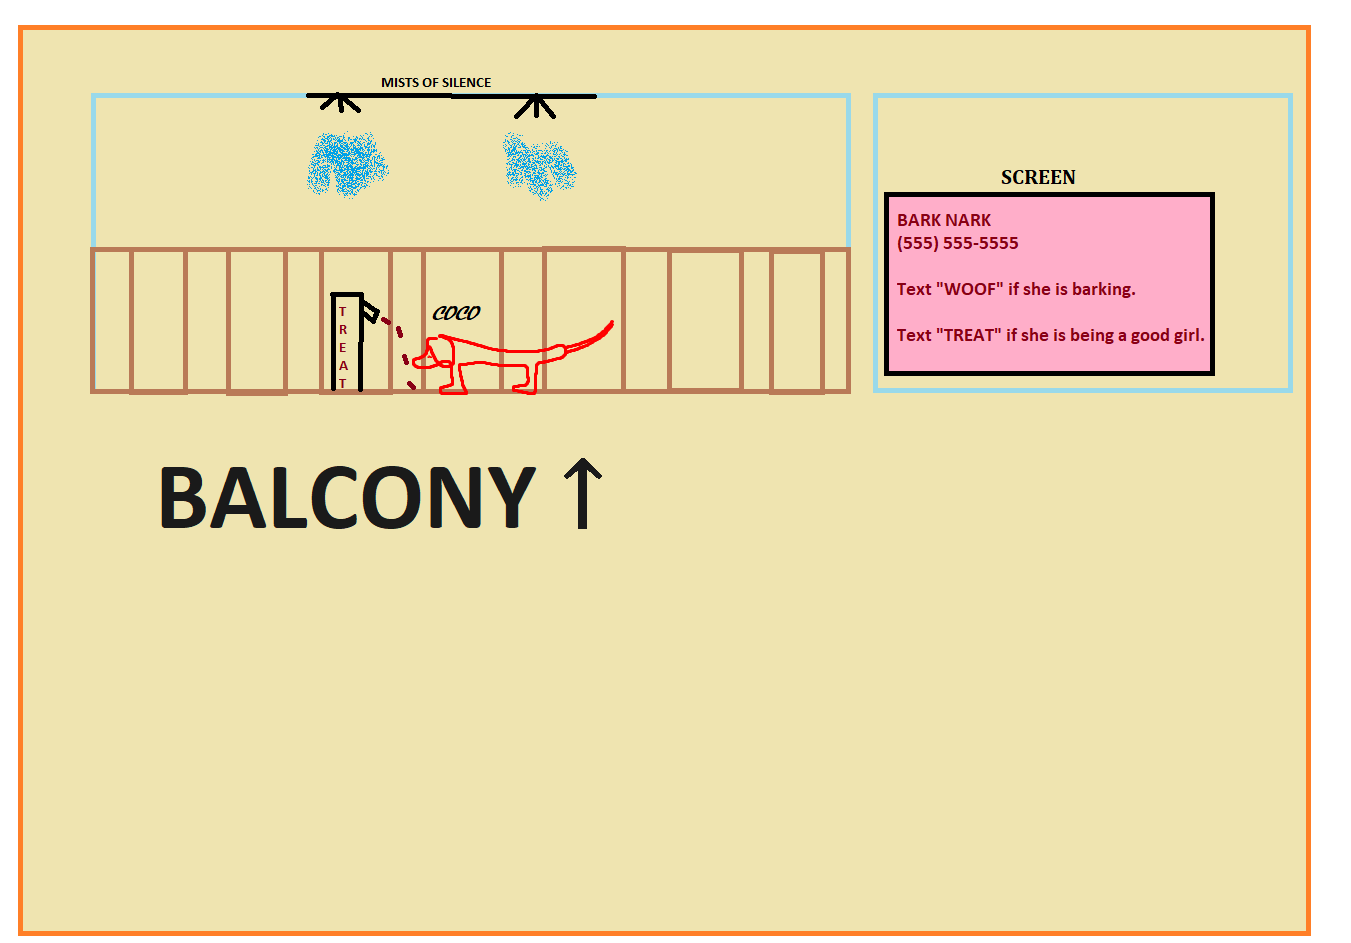 MISTS OF SILENCE
SCREEN
BARK NARK
(555) 555-5555
Text "WOOF" if she is barking.
Text "TREAT" if she is being a good girl.
TREAT
COCO
BALCONY ↑